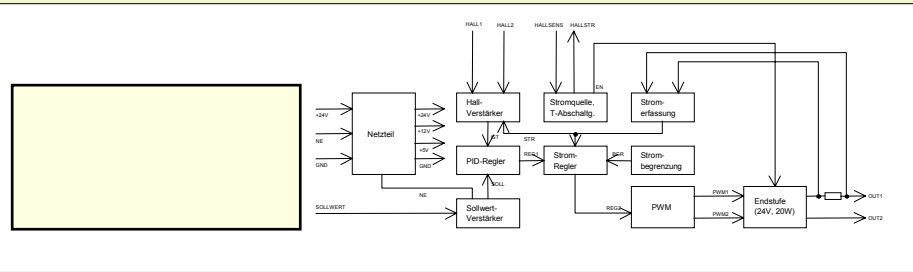 HALL1
HALL2
HALLSENS
HALLSTR
EN
Hall-
Verstärker
Stromquelle,
T-Abschaltg.
Strom-
erfassung
+24V
NE
GND
Netzteil
+24V
+12V
+5V
GND
IST
STR
PID-Regler
REG1
Strom-
Regler
BER
Strom-
begrenzung
SOLL
NE
SOLLWERT
Sollwert-
Verstärker
REG2
PWM
PWM1
PWM2
Endstufe
(24V, 20W)
OUT1
OUT2